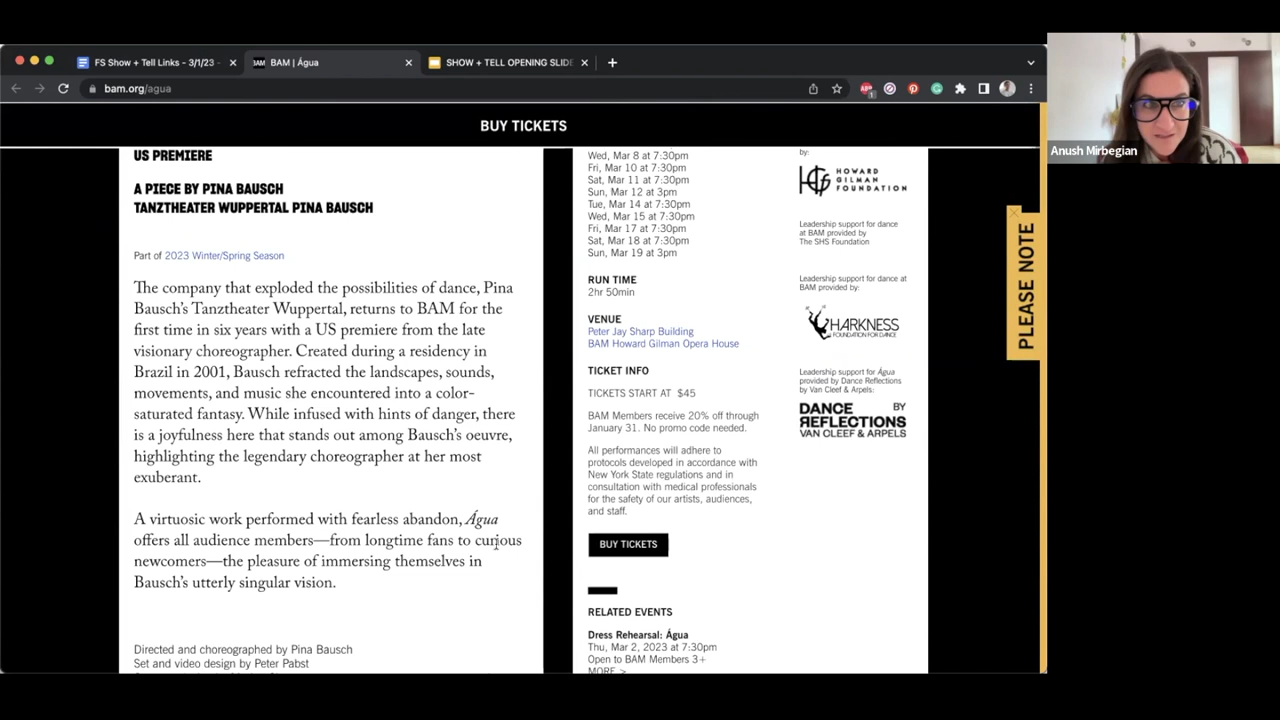 FS Show + Tell Links - 3/1/23 -
BAM | Água
SHOW + TELL OPENING SLIDE
bam.org/agua
BUY TICKETS
US PREMIERE
A PIECE BY PINA BAUSCH
TANZTHEATER WUPPERTAL PINA BAUSCH
Part of 2023 Winter/Spring Season
The company that exploded the possibilities of dance, Pina
Bausch's Tanztheater Wuppertal, returns to BAM for the
first time in six years with a US premiere from the late
visionary choreographer. Created during a residency in
Brazil in 2001, Bausch refracted the landscapes, sounds,
movements, and music she encountered into a color-
saturated fantasy. While infused with hints of danger, there
is a joyfulness here that stands out among Bausch's oeuvre,
highlighting the legendary choreographer at her most
exuberant.
A virtuosic work performed with fearless abandon, Água
offers all audience members—from longtime fans to curious
newcomers—the pleasure of immersing themselves in
Bausch's utterly singular vision.
Directed and choreographed by Pina Bausch
Set and video design by Peter Pabst
Wed, Mar 8 at 7:30pm
Fri, Mar 10 at 7:30pm
Sat, Mar 11 at 7:30pm
Sun, Mar 12 at 3pm
Tue, Mar 14 at 7:30pm
Wed, Mar 15 at 7:30pm
Fri, Mar 17 at 7:30pm
Sat, Mar 18 at 7:30pm
Sun, Mar 19 at 3pm
RUN TIME
2hr 50min
VENUE
Peter Jay Sharp Building
BAM Howard Gilman Opera House
TICKET INFO
TICKETS START AT $45
BAM Members receive 20% off through
January 31. No promo code needed.
All performances will adhere to
protocols developed in accordance with
New York State regulations and in
consultation with medical professionals
for the safety of our artists, audiences,
and staff.
BUY TICKETS
RELATED EVENTS
Dress Rehearsal: Água
Thu, Mar 2, 2023 at 7:30pm
Open to BAM Members 3+
MORE >
by:
HOWARD
GILMAN
FOUNDATION
Leadership support for dance
at BAM provided by
The SHS Foundation
Leadership support for dance at
BAM provided by:
HARKNESS
FOUNDATION FOR DANCE
Leadership support for Água
provided by Dance Reflections
by Van Cleef & Arpels:
DANCE BY
REFLECTIONS
VAN CLEEF & ARPELS
PLEASE NOTE
Anush Mirbegian